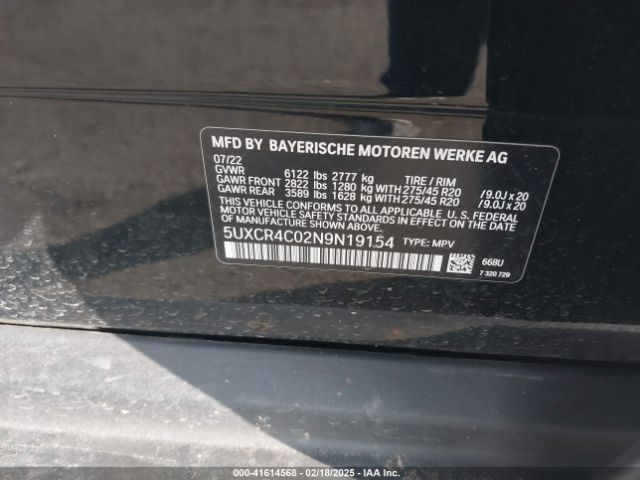 MFD BY BAYERISCHE MOTOREN WERKE AG
07/22
GVWR 6122 lbs 2777 kg TIRE / RIM
GAWR FRONT 2822 lbs 1280 kg WITH 275/45 R20 /9.0J x 20
GAWR REAR 3589 lbs 1628 kg WITH 275/45 R20 /9.0J x 20
THIS VEHICLE CONFORMS TO ALL APPLICABLE U. S. FEDERAL
MOTOR VEHICLE SAFETY STANDARDS IN EFFECT ON THE DATE
OF MANUFACTURE SHOWN ABOVE.
5UXCR4C02N9N19154 TYPE: MPV
668U
7 320 729
000-41614568 - 02/18/2025 - IAA Inc.